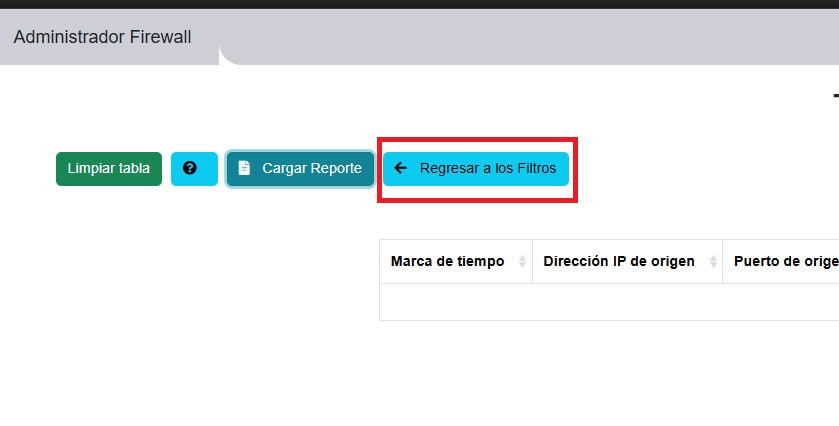 Administrador Firewall
Limpiar tabla
Cargar Reporte
Regresar a los Filtros
Marca de tiempo
Dirección IP de origen
Puerto de orige